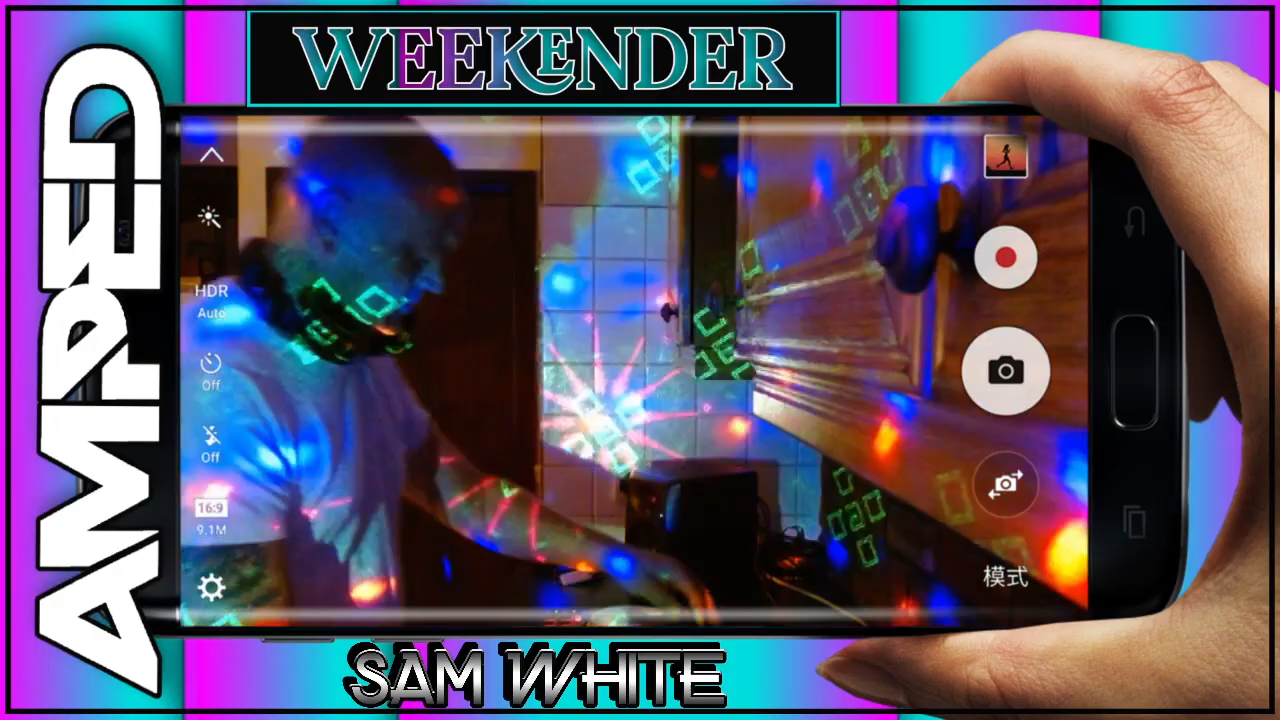 WEEKENDER
AMPED
HDR
Auto
Off
Off
16:9
9.1M
模式
SAM WHITE